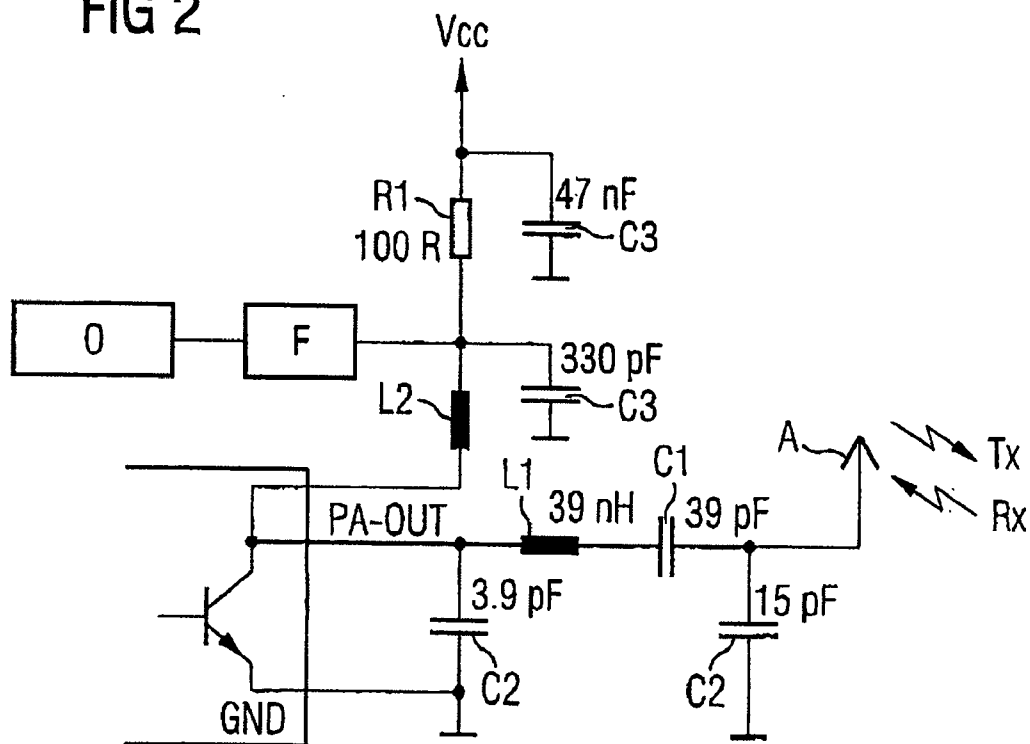 FIG 2
Vcc
R1
100 R
47 nF
C3
O
F
330 pF
C3
L2
A
Tx
Rx
PA-OUT
L1
39 nH
C1
39 pF
3.9 pF
C2
15 pF
C2
GND